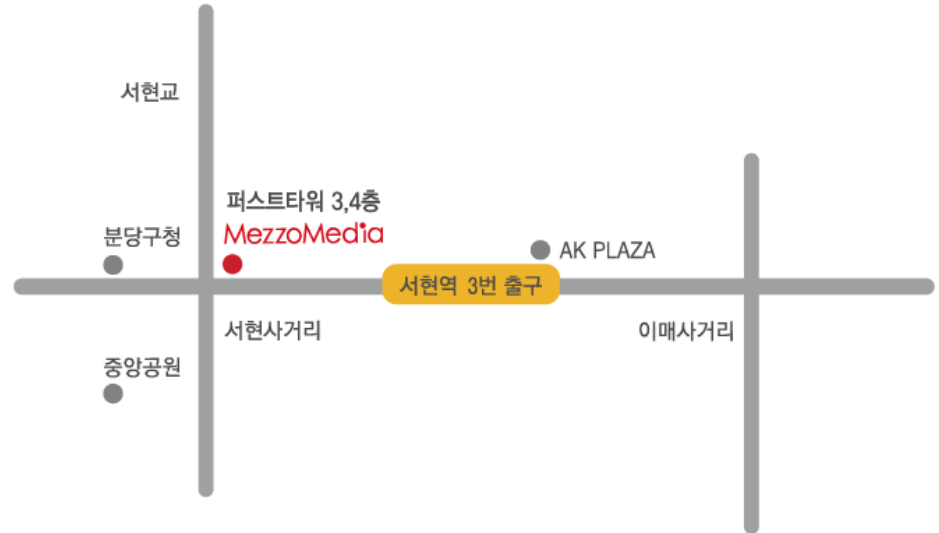 서현교
퍼스트타워 3,4층
MezzoMedia
분당구청
AK PLAZA
서현역 3번 출구
서현사거리
이매사거리
중앙공원